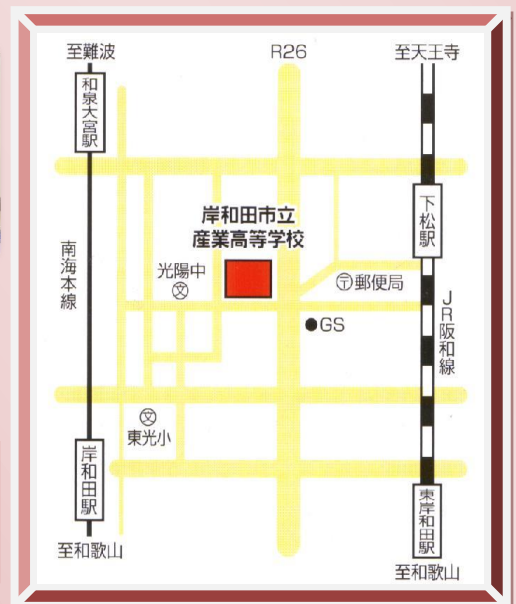 至難波
R26
至天王寺
和泉大宮駅
下松駅
岸和田市立
産業高等学校
南海本線
光陽中
文
〒郵便局
JR阪和線
GS
文
東光小
岸和田駅
東岸和田駅
至和歌山
至和歌山